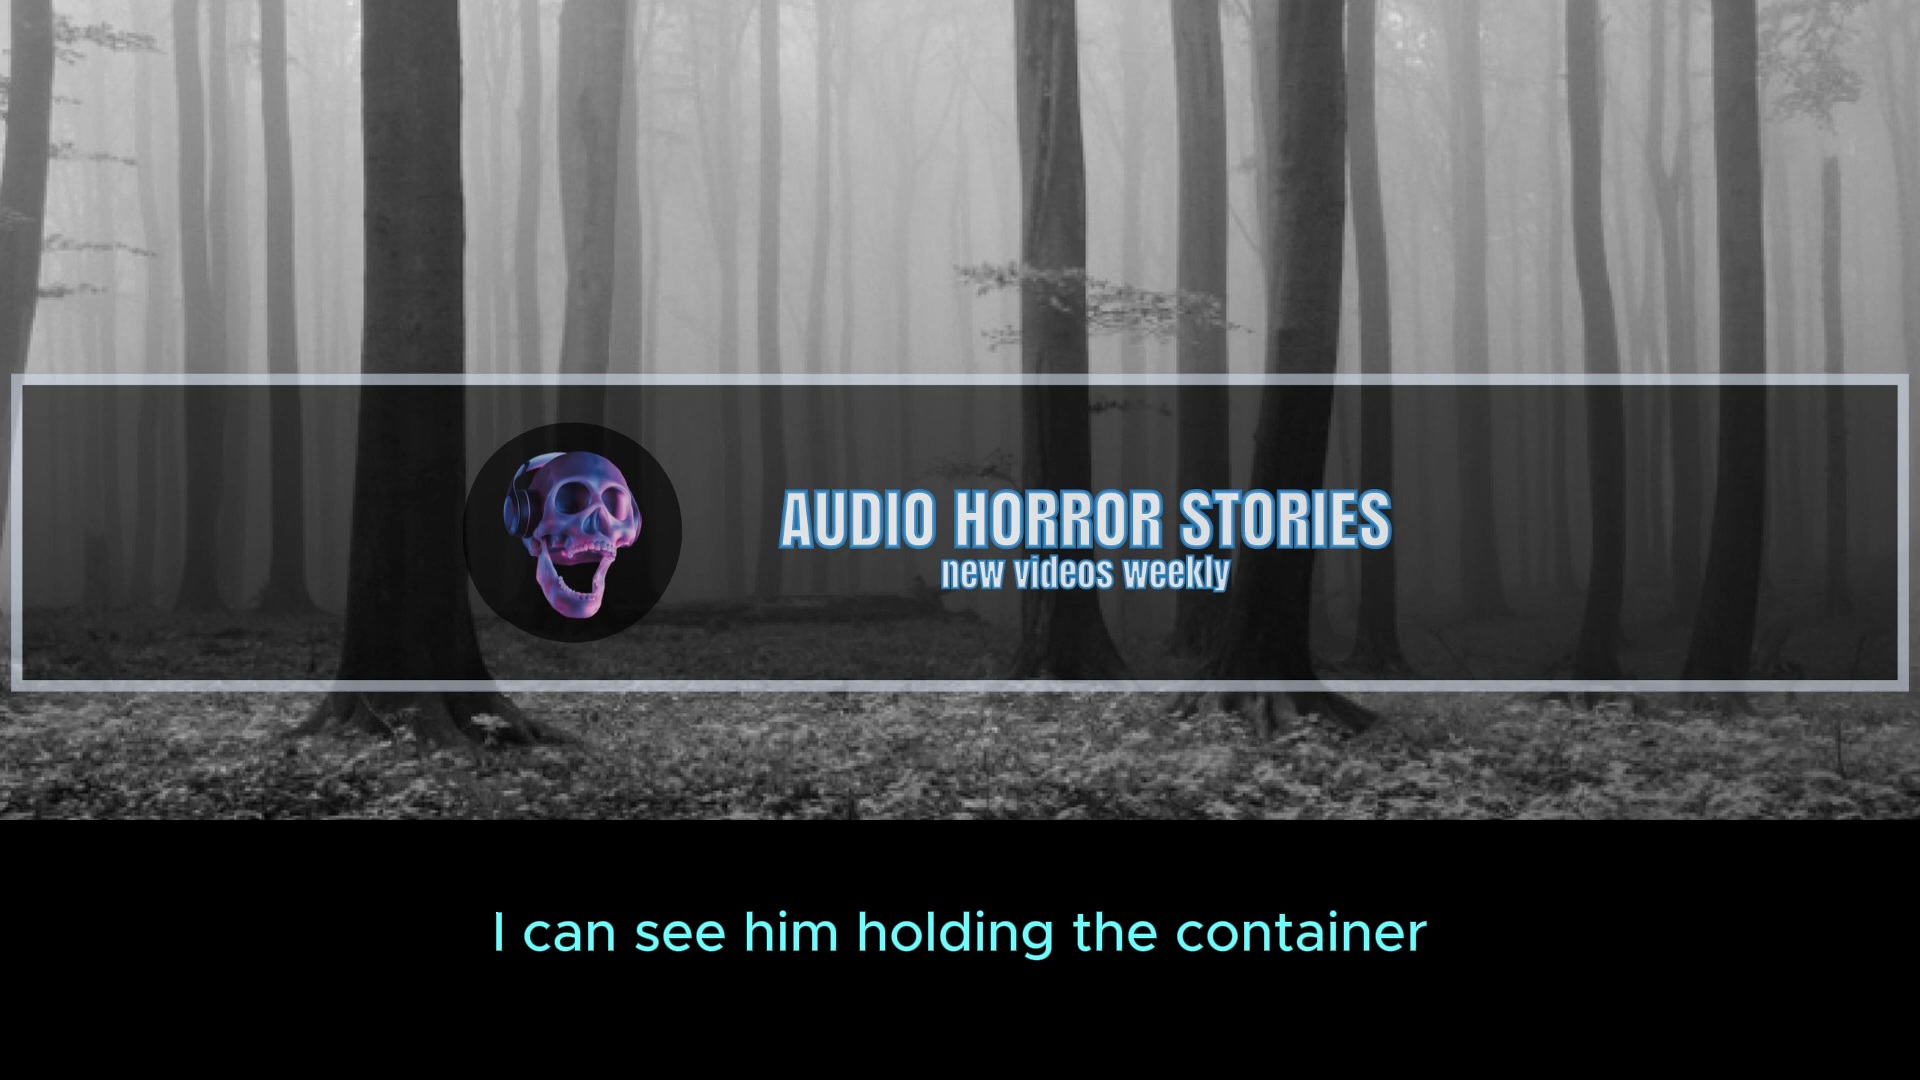 AUDIO HORROR STORIES
new videos weekly
I can see him holding the container